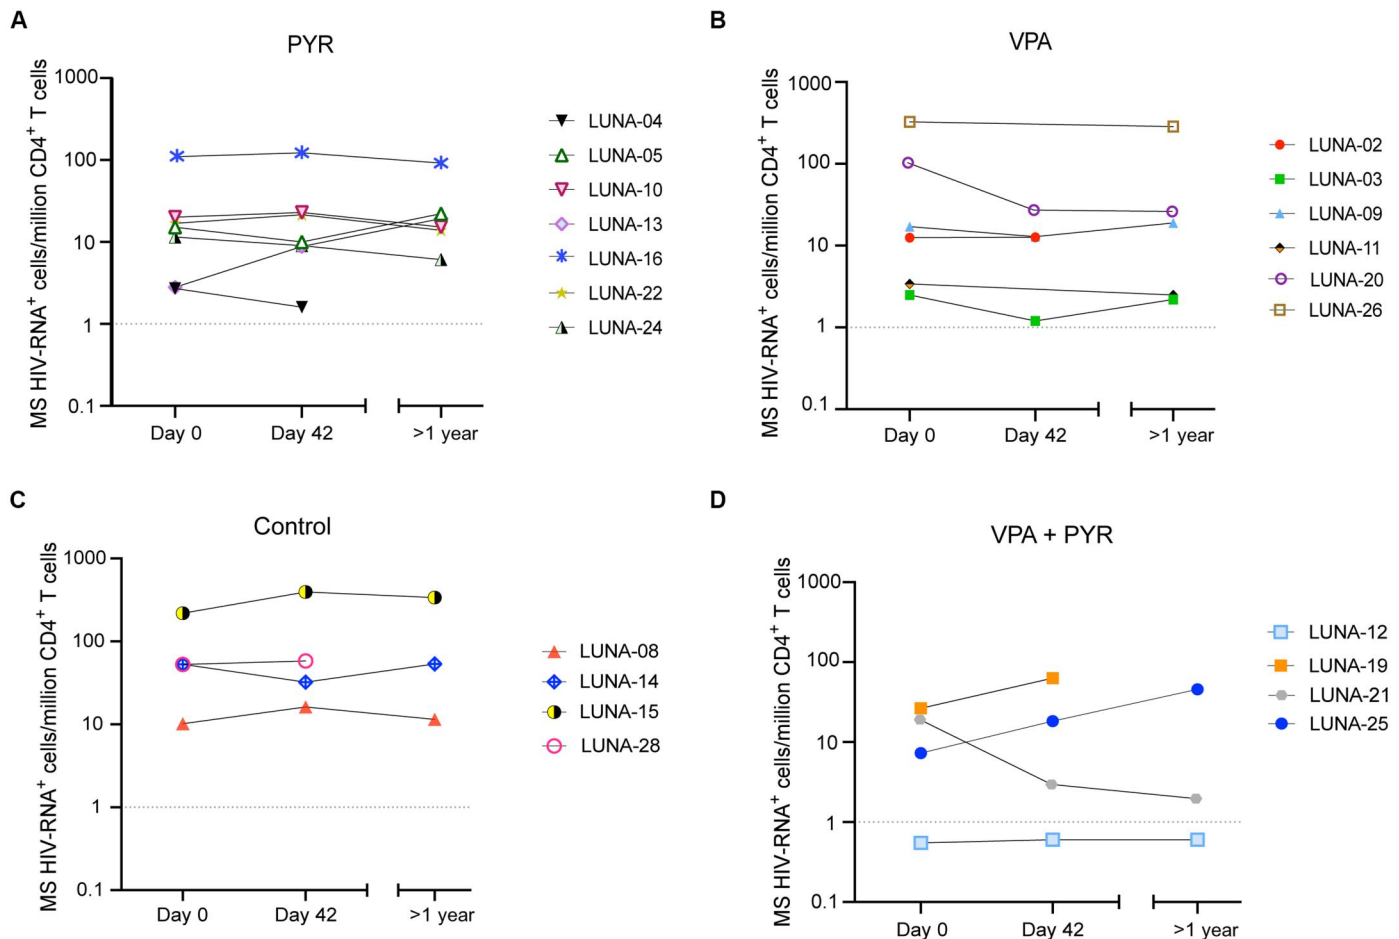 A
PYR
MS HIV-RNA⁺ cells/million CD4⁺ T cells
1000
100
10
1
0.1
Day 0
Day 42
>1 year
LUNA-04
LUNA-05
LUNA-10
LUNA-13
LUNA-16
LUNA-22
LUNA-24
B
VPA
MS HIV-RNA⁺ cells/million CD4⁺ T cells
1000
100
10
1
0.1
Day 0
Day 42
>1 year
LUNA-02
LUNA-03
LUNA-09
LUNA-11
LUNA-20
LUNA-26
C
Control
MS HIV-RNA⁺ cells/million CD4⁺ T cells
1000
100
10
1
0.1
Day 0
Day 42
>1 year
LUNA-08
LUNA-14
LUNA-15
LUNA-28
D
VPA + PYR
MS HIV-RNA⁺ cells/million CD4⁺ T cells
1000
100
10
1
0.1
Day 0
Day 42
>1 year
LUNA-12
LUNA-19
LUNA-21
LUNA-25